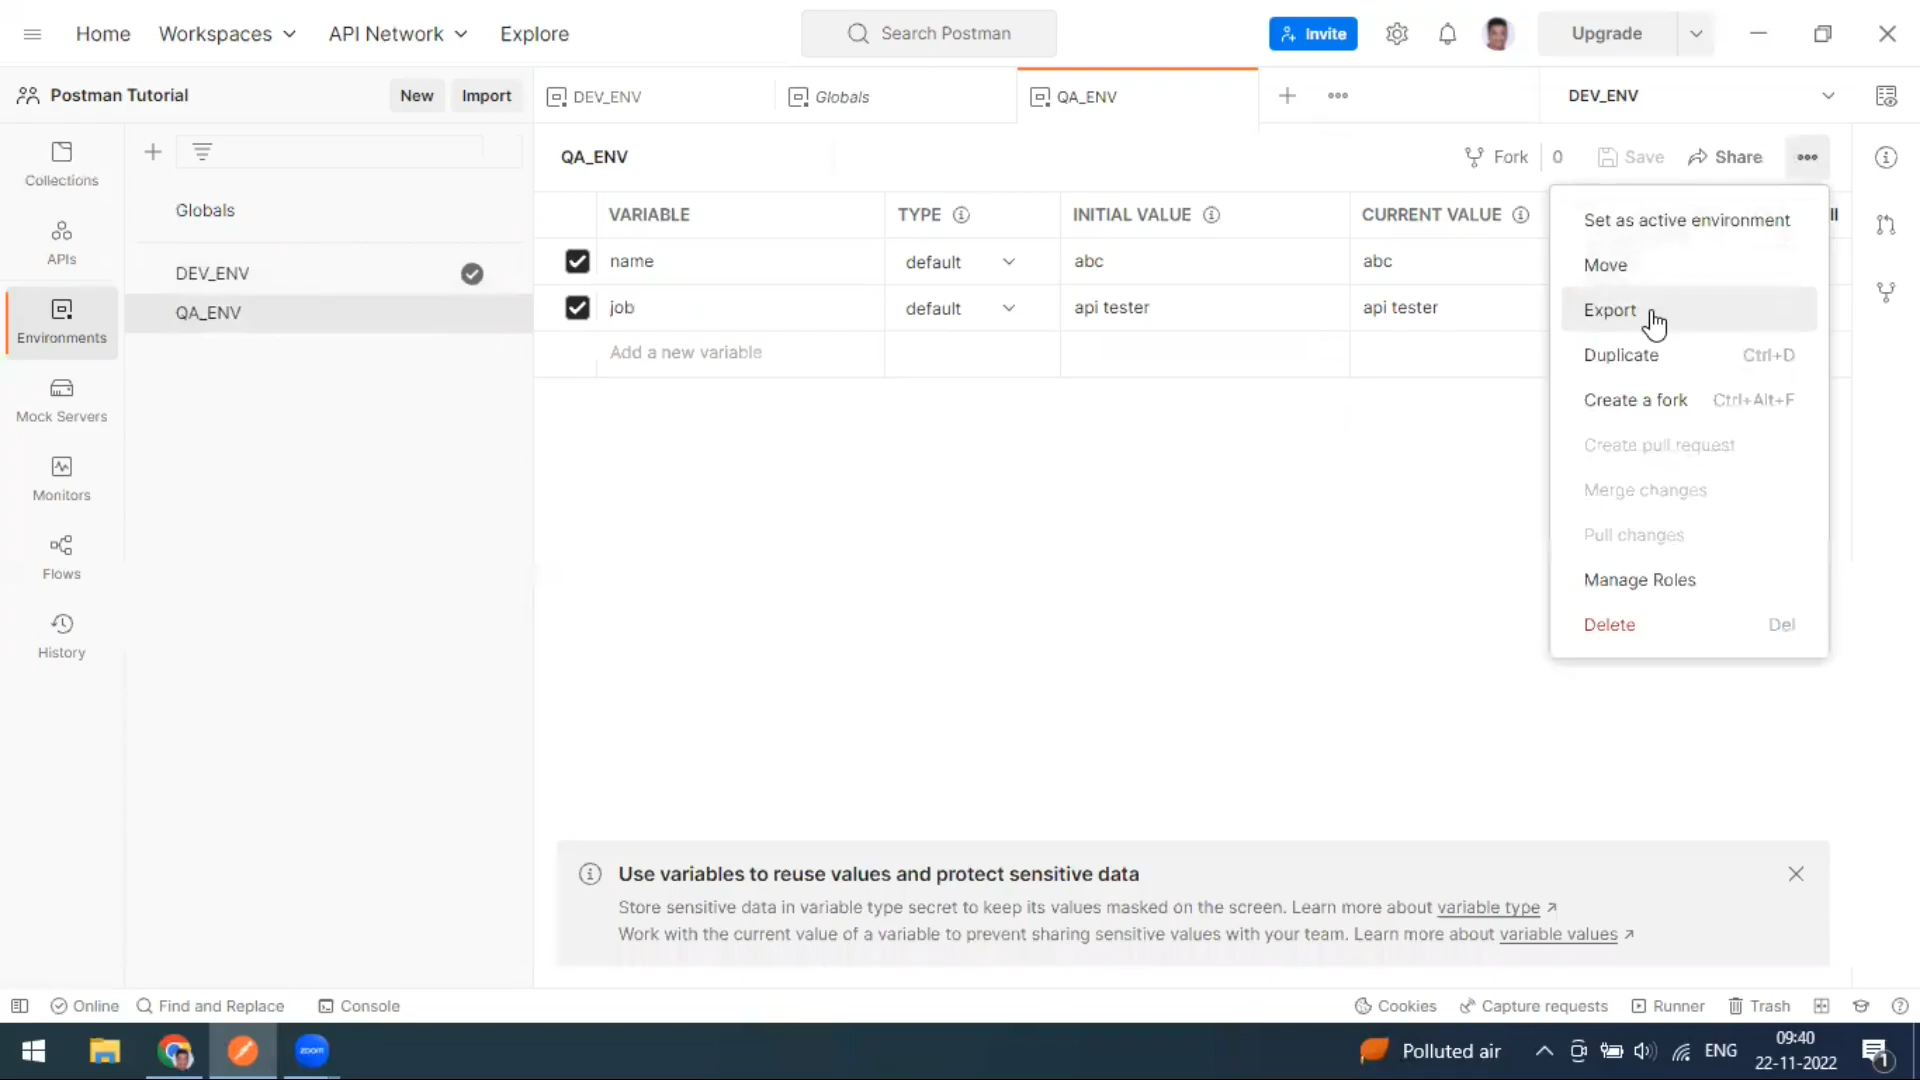 Home
Workspaces
API Network
Explore
Search Postman
Invite
Upgrade
Postman Tutorial
New
Import
DEV_ENV
Globals
QA_ENV
DEV_ENV
Collections
APIs
Environments
Mock Servers
Monitors
Flows
History
Globals
DEV_ENV
QA_ENV
QA_ENV
Fork
0
Save
Share
VARIABLE
TYPE
INITIAL VALUE
CURRENT VALUE
name
default
abc
abc
job
default
api tester
api tester
Add a new variable
Set as active environment
Move
Export
Duplicate Ctrl+D
Create a fork Ctrl+Alt+F
Create pull request
Merge changes
Pull changes
Manage Roles
Delete Del
Use variables to reuse values and protect sensitive data
Store sensitive data in variable type secret to keep its values masked on the screen. Learn more about variable type
Work with the current value of a variable to prevent sharing sensitive values with your team. Learn more about variable values
Online
Find and Replace
Console
Cookies
Capture requests
Runner
Trash
zoom
Polluted air
ENG
09:40
22-11-2022
1